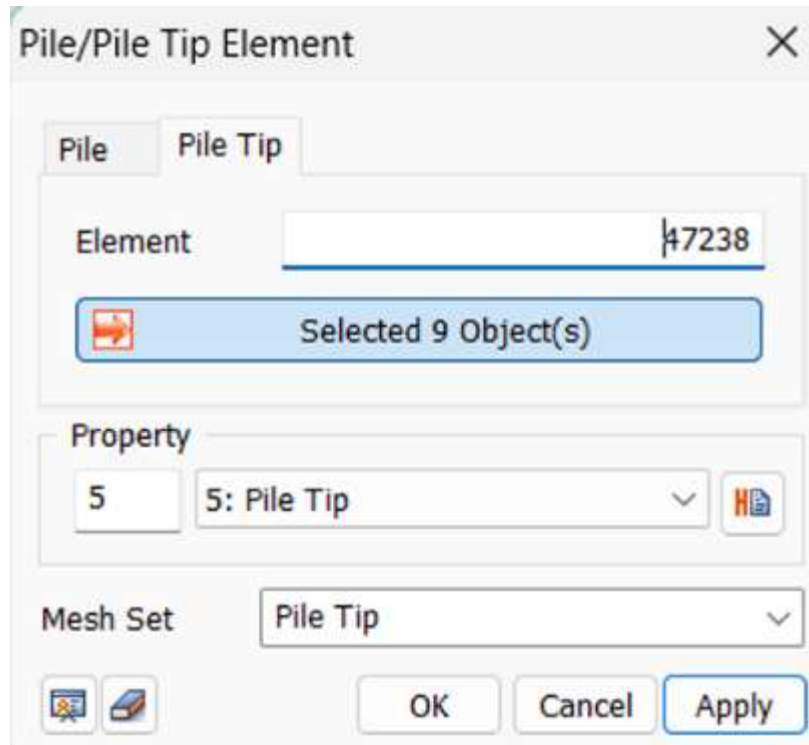 Pile/Pile Tip Element
Pile Pile Tip
Element 47238
Selected 9 Object(s)
Property
5 5: Pile Tip
Mesh Set Pile Tip
OK Cancel Apply